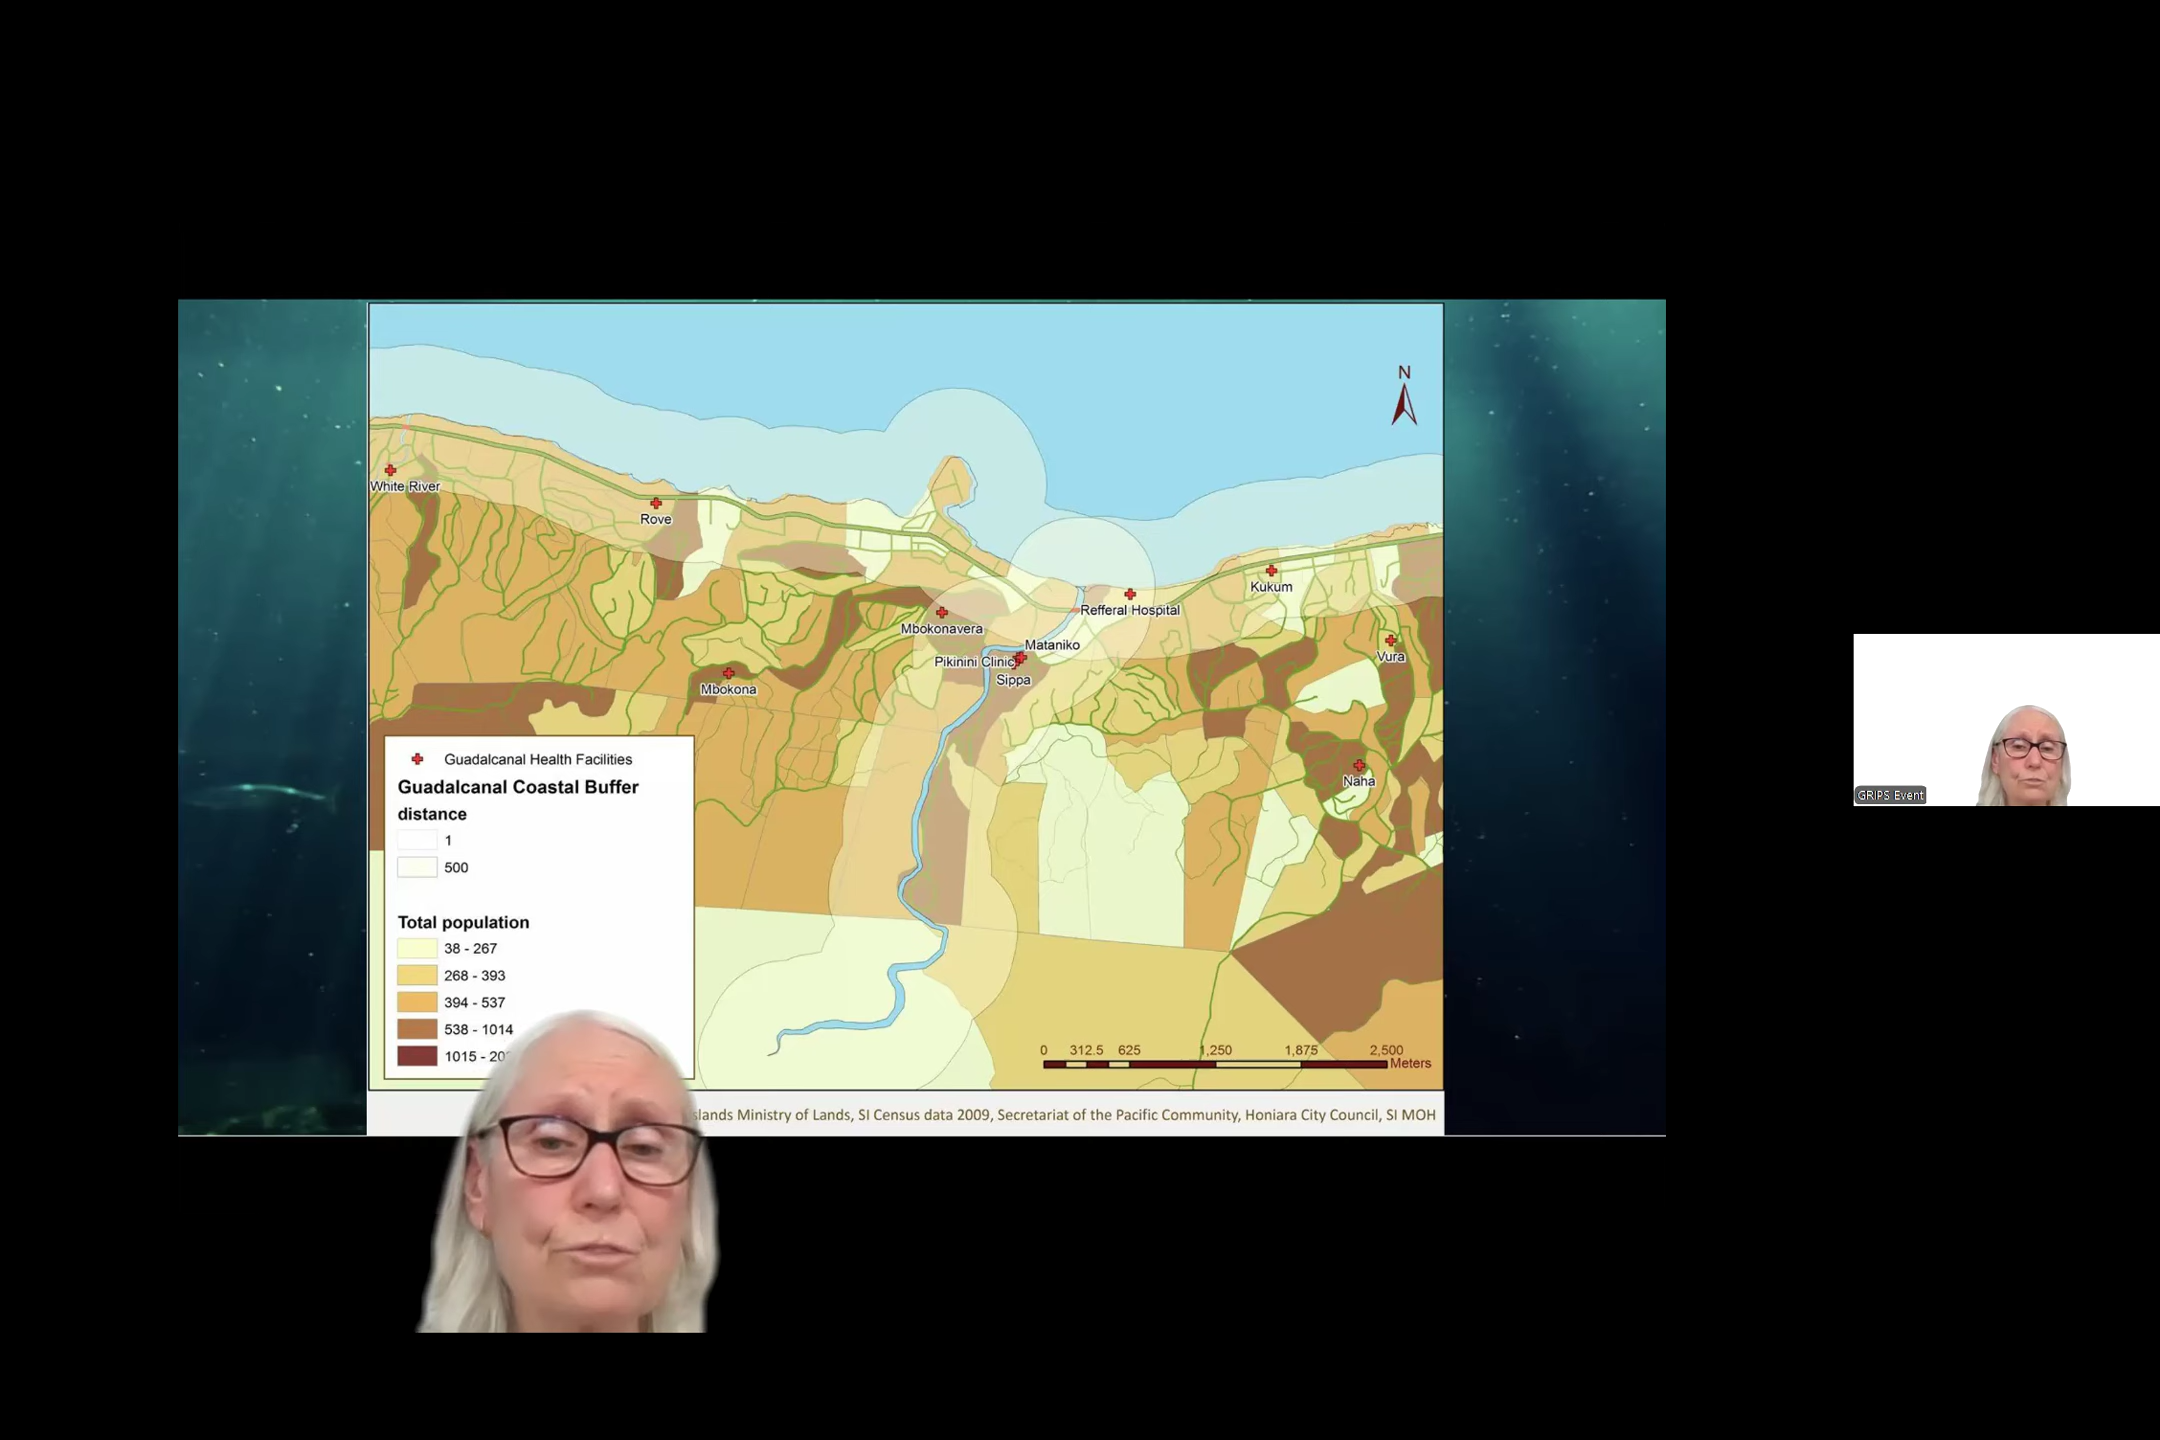 N
White River
Rove
Kukum
Refferal Hospital
Mbokonavera
Mataniko
Pikinini Clinic
Vura
Sippa
Mbokona
Naha
Guadalcanal Health Facilities
Guadalcanal Coastal Buffer
distance
1
500
Total population
38 - 267
268 - 393
394 - 537
538 - 1014
1015 -
0 312.5 625 1,250 1,875 2,500
Meters
Ministry of Lands, SI Census data 2009, Secretariat of the Pacific Community, Honiara City Council, SI MOH
GRIPS Event